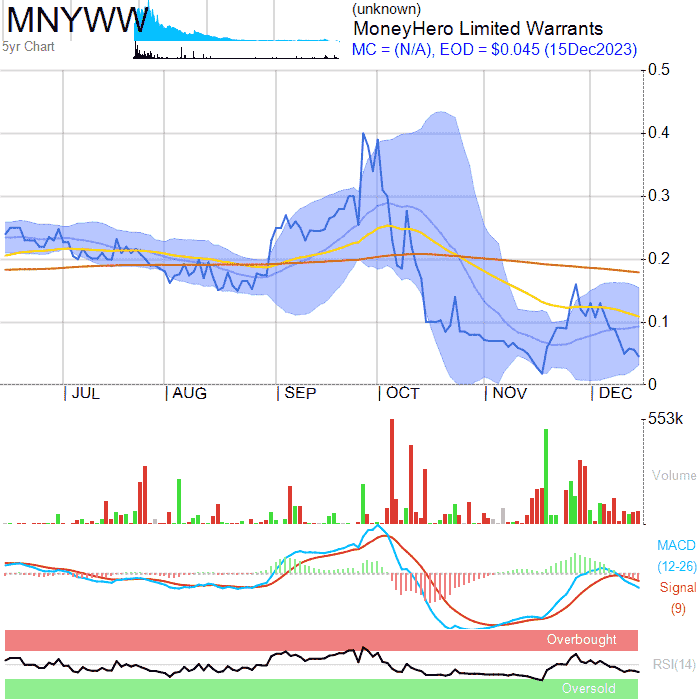 MNYWW
5yr Chart
(unknown)
MoneyHero Limited Warrants
MC = (N/A), EOD = $0.045 (15Dec2023)
0.5
0.4
0.3
0.2
0.1
0
JUL AUG SEP OCT NOV DEC
553k
Volume
MACD
(12-26)
Signal
(9)
Overbought
RSI(14)
Oversold